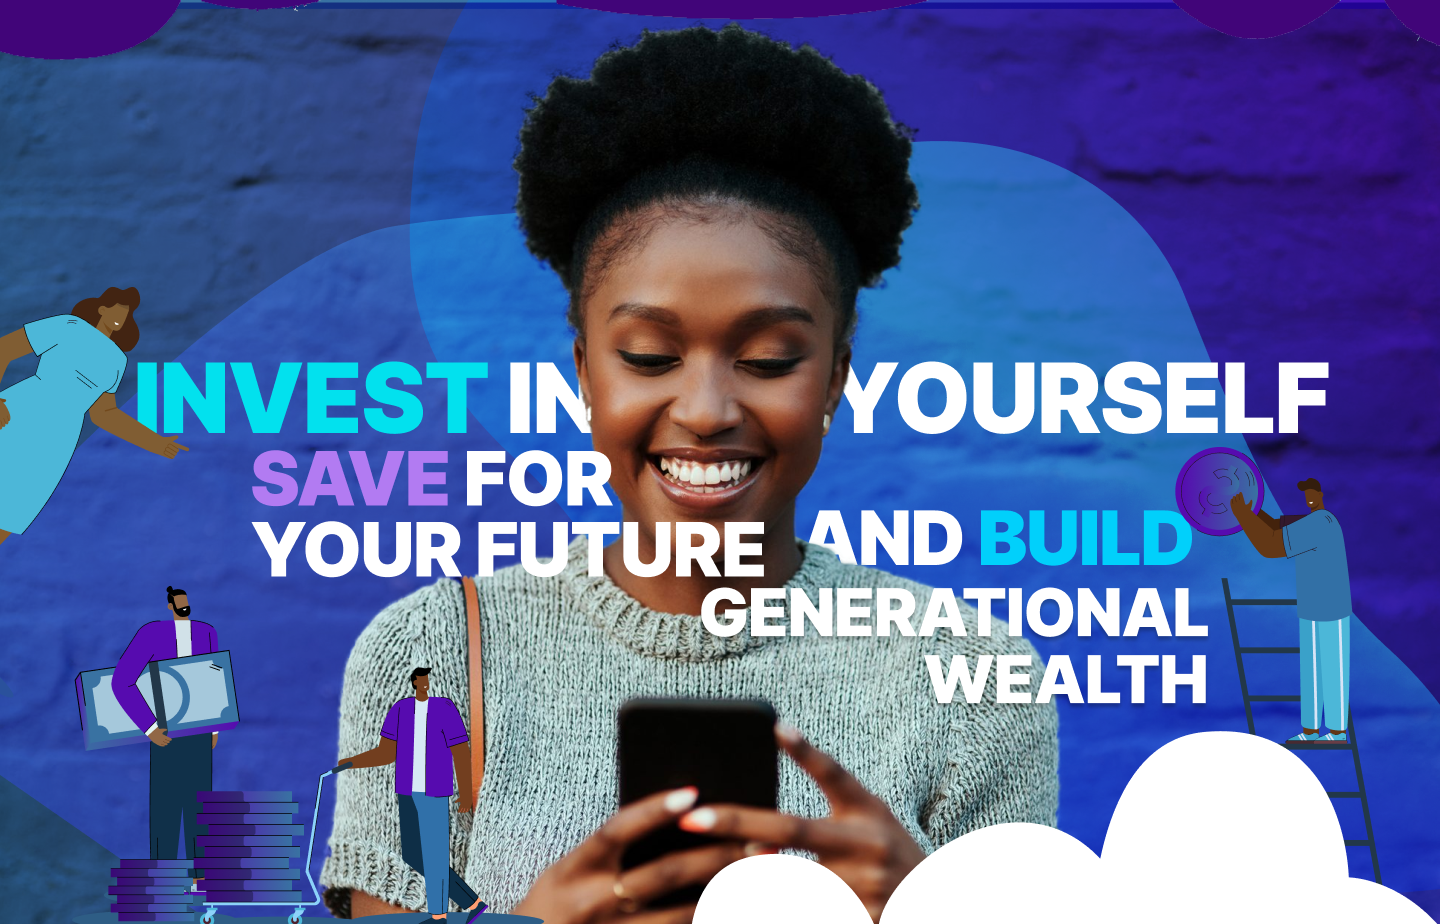 INVEST IN YOURSELF
SAVE FOR
YOUR FUTURE
AND BUILD
GENERATIONAL
WEALTH